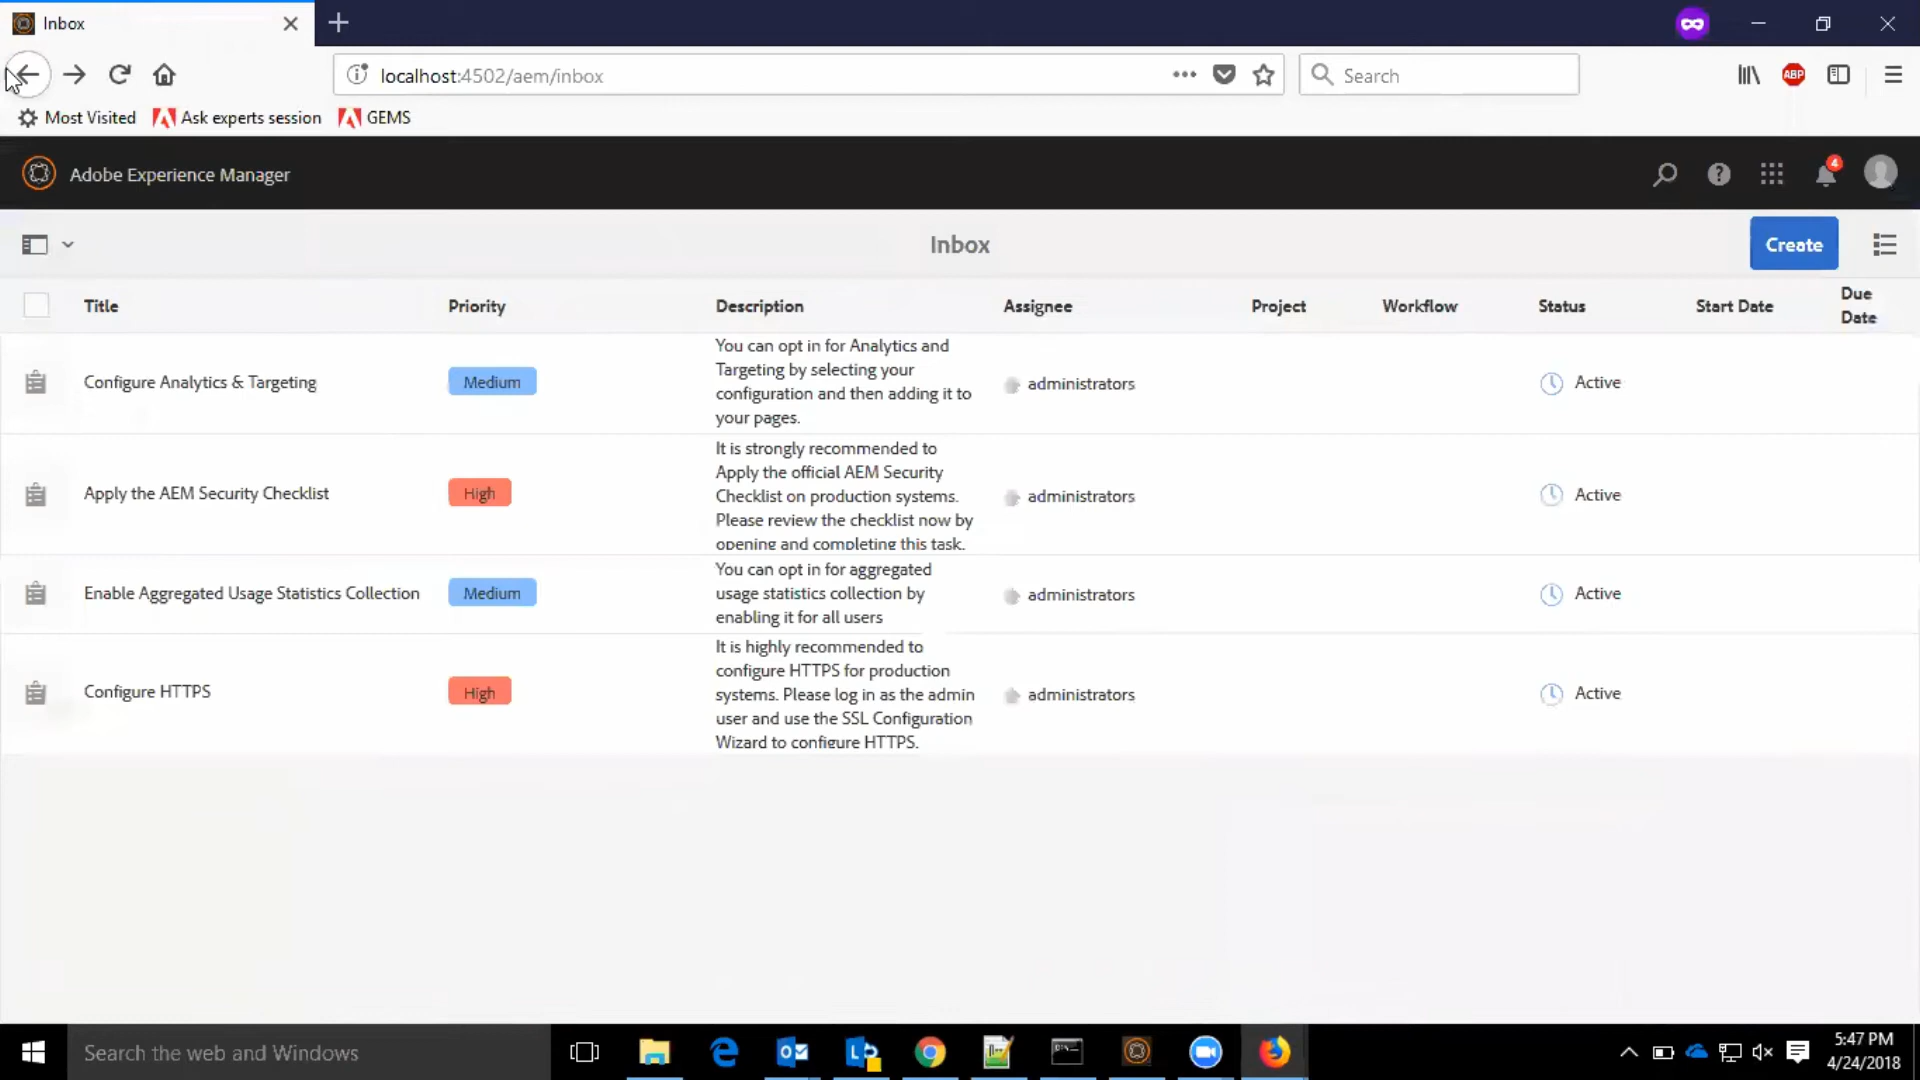 Inbox
localhost:4502/aem/inbox
Search
ABP
Most Visited
Ask experts session
GEMS
Adobe Experience Manager
4
Inbox
Create
Title
Priority
Description
Assignee
Project
Workflow
Status
Start Date
Due
Date
Configure Analytics & Targeting
Medium
You can opt in for Analytics and
Targeting by selecting your
configuration and then adding it to
your pages.
administrators
Active
Apply the AEM Security Checklist
High
It is strongly recommended to
Apply the official AEM Security
Checklist on production systems.
Please review the checklist now by
opening and completing this task.
administrators
Active
Enable Aggregated Usage Statistics Collection
Medium
You can opt in for aggregated
usage statistics collection by
enabling it for all users
administrators
Active
Configure HTTPS
High
It is highly recommended to
configure HTTPS for production
systems. Please log in as the admin
user and use the SSL Configuration
Wizard to configure HTTPS.
administrators
Active
Search the web and Windows
5:47 PM
4/24/2018